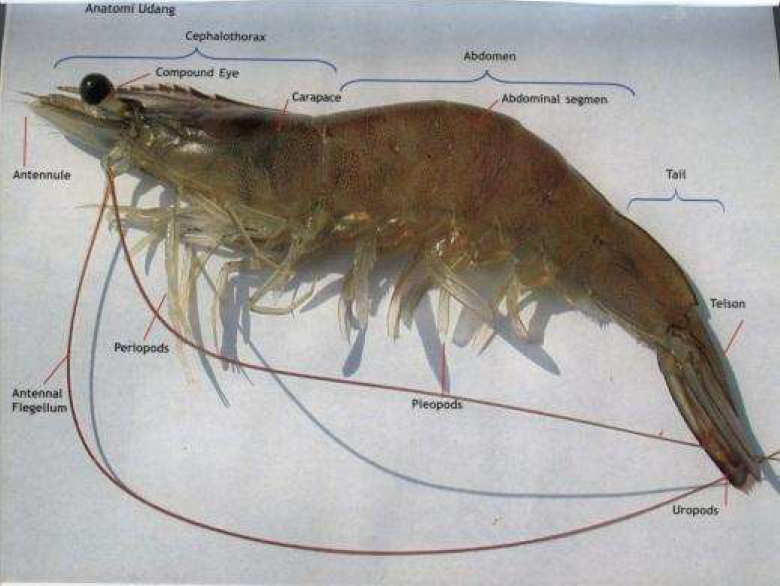 Anatomi Udang
Cephalothorax
Abdomen
Compound Eye
Carapace
Abdominal segmen
Antennule
Tail
Telson
Periopods
Antennal
Flegellum
Pleopods
Uropods